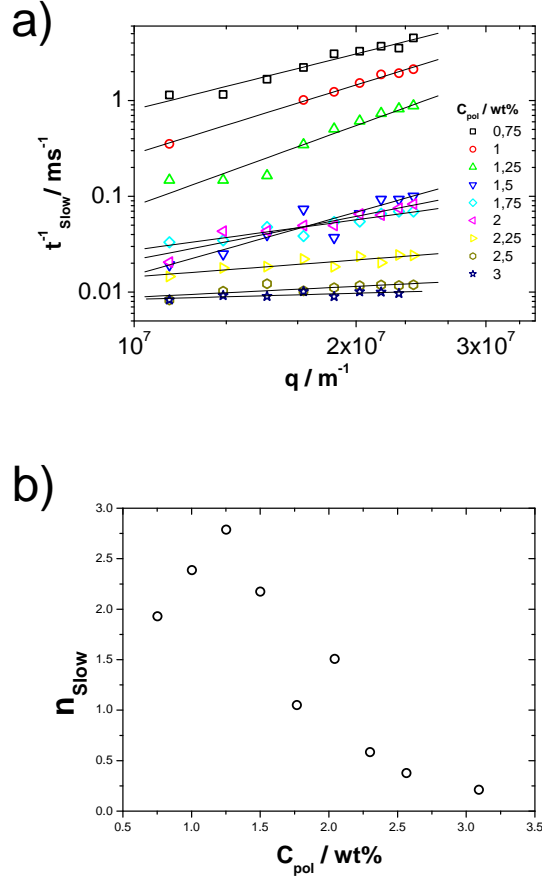 a)
t⁻¹Slow / ms⁻¹
1
0.1
0.01
10⁷
2x10⁷
3x10⁷
q / m⁻¹
Cpol / wt%
0,75
1
1,25
1,5
1,75
2
2,25
2,5
3
b)
nSlow
3.0
2.5
2.0
1.5
1.0
0.5
0.0
0.5 1.0 1.5 2.0 2.5 3.0 3.5
Cpol / wt%